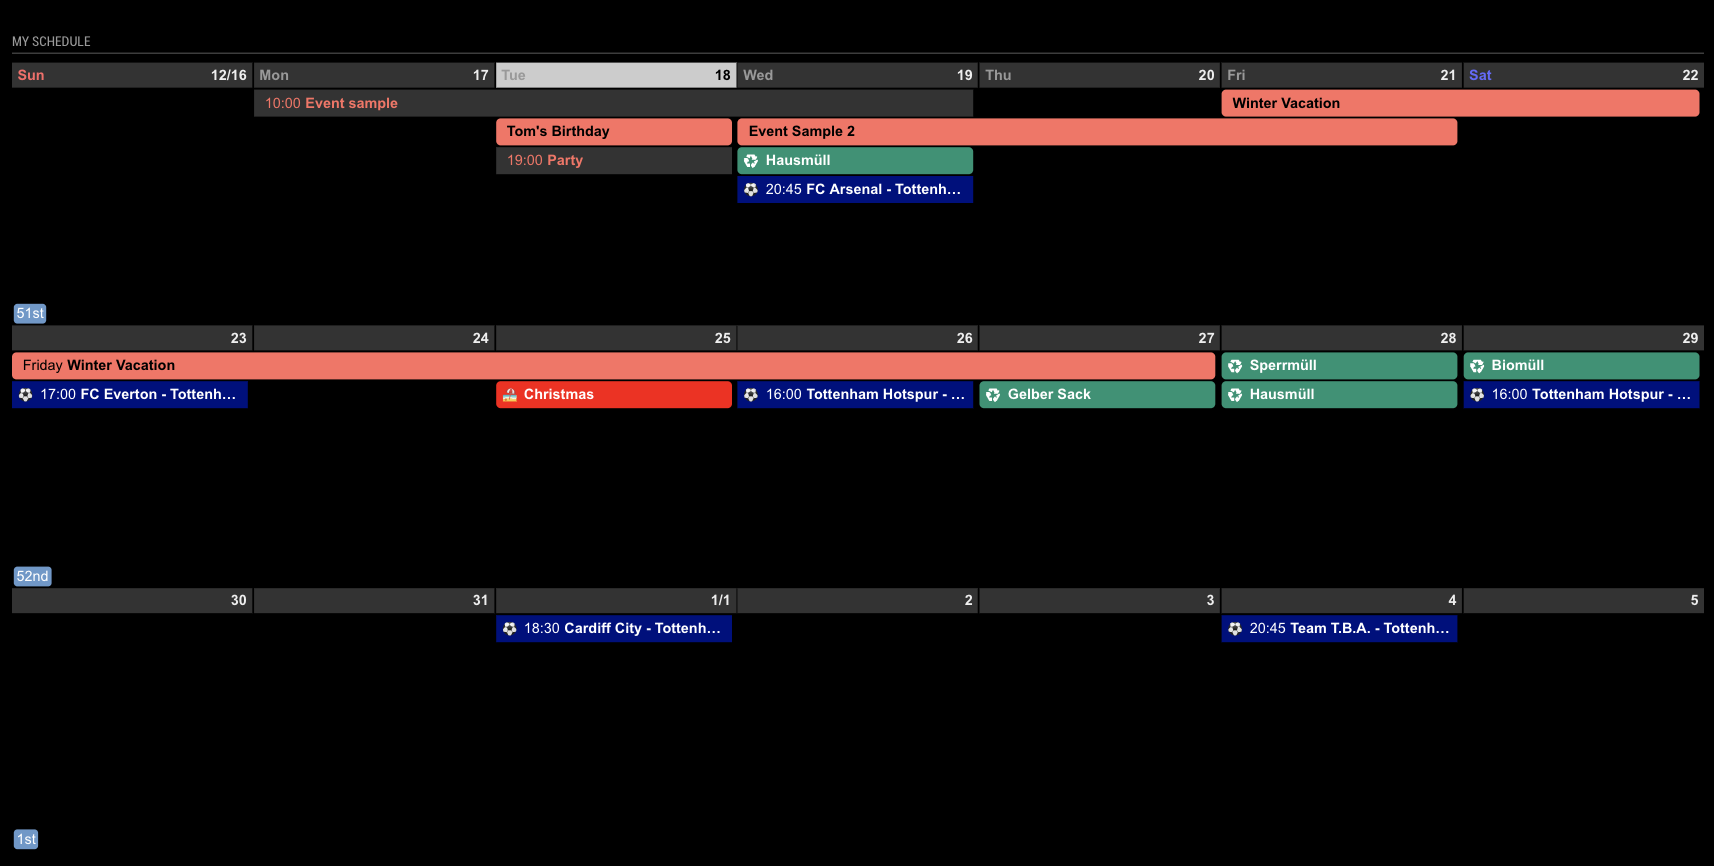 MY SCHEDULE
Sun 12/16 Mon 17 Tue 18 Wed 19 Thu 20 Fri 21 Sat 22
10:00 Event sample Winter Vacation
Tom's Birthday Event Sample 2
19:00 Party Hausmüll
20:45 FC Arsenal - Tottenh…
51st
23 24 25 26 27 28 29
Friday Winter Vacation Sperrmüll Biomüll
17:00 FC Everton - Tottenh… Christmas 16:00 Tottenham Hotspur - … Gelber Sack Hausmüll 16:00 Tottenham Hotspur - …
52nd
30 31 1/1 2 3 4 5
18:30 Cardiff City - Tottenh… 20:45 Team T.B.A. - Tottenh…
1st